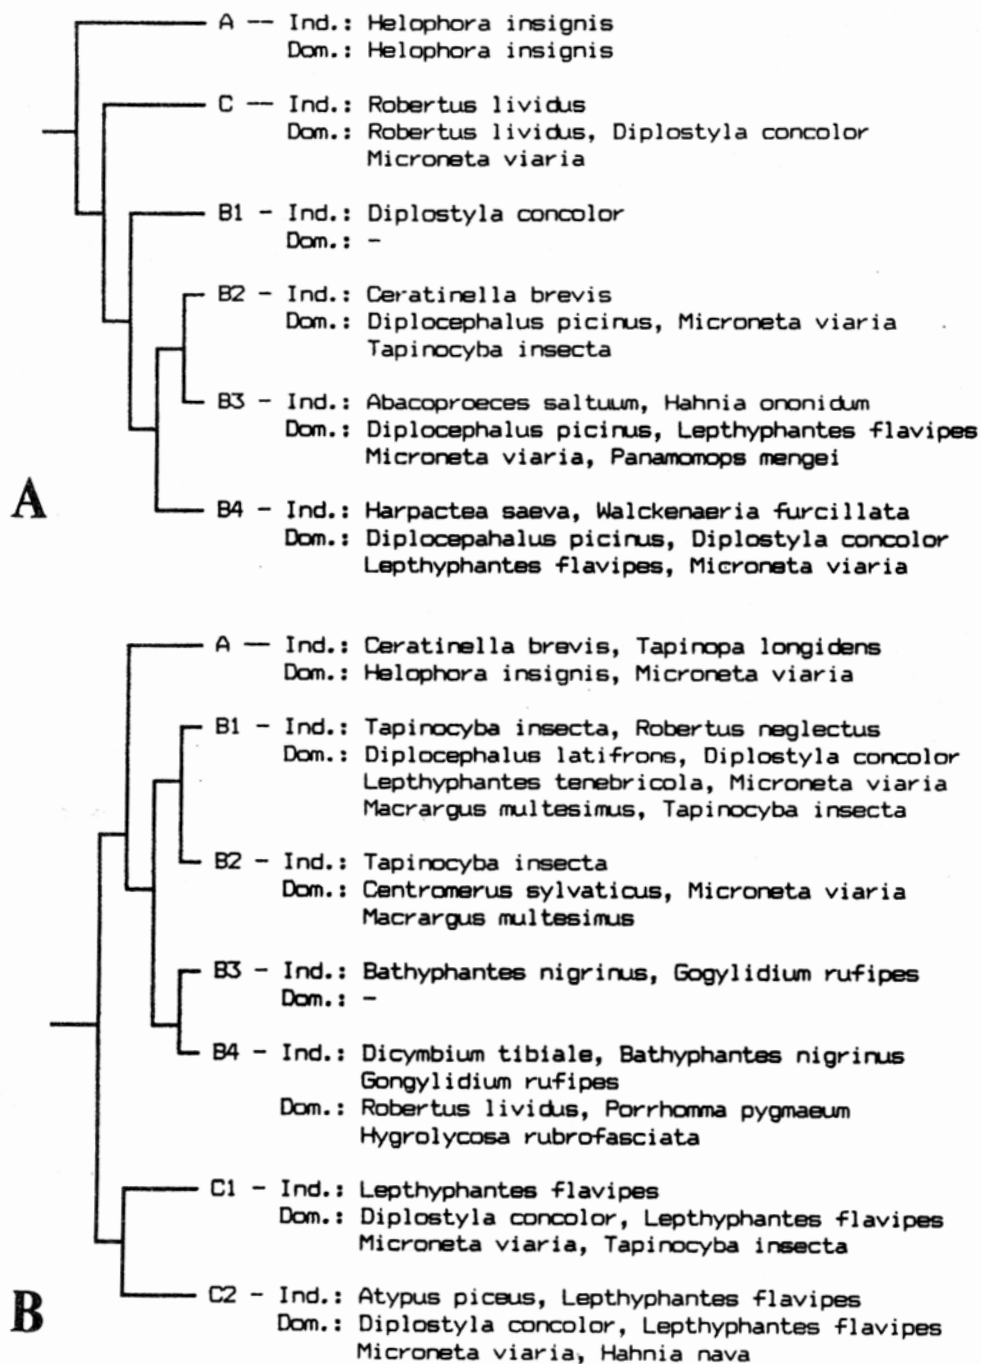 A -- Ind.: Helophora insignis
Dom.: Helophora insignis
C -- Ind.: Robertus lividus
Dom.: Robertus lividus, Diplostyla concolor
Microneta viaria
B1 - Ind.: Diplostyla concolor
Dom.: -
B2 - Ind.: Ceratinella brevis
Dom.: Diplocephalus picinus, Microneta viaria
Tapinocyba insecta
B3 - Ind.: Abacoproeces saltuum, Hahnia ononidum
Dom.: Diplocephalus picinus, Lepthyphantes flavipes
Microneta viaria, Panamomops mengei
A
B4 - Ind.: Harpactea saeva, Walckenaeria furcillata
Dom.: Diplocepahalus picinus, Diplostyla concolor
Lepthyphantes flavipes, Microneta viaria
A -- Ind.: Ceratinella brevis, Tapinopa longidens
Dom.: Helophora insignis, Microneta viaria
B1 - Ind.: Tapinocyba insecta, Robertus neglectus
Dom.: Diplocephalus latifrons, Diplostyla concolor
Lepthyphantes tenebricola, Microneta viaria
Macrargus multesimus, Tapinocyba insecta
B2 - Ind.: Tapinocyba insecta
Dom.: Centromerus sylvaticus, Microneta viaria
Macrargus multesimus
B3 - Ind.: Bathyphantes nigrinus, Gogylidium rufipes
Dom.: -
B4 - Ind.: Dicymbium tibiale, Bathyphantes nigrinus
Gongylidium rufipes
Dom.: Robertus lividus, Porrhomma pygmaeum
Hygrolycosa rubrofasciata
C1 - Ind.: Lepthyphantes flavipes
Dom.: Diplostyla concolor, Lepthyphantes flavipes
Microneta viaria, Tapinocyba insecta
B
C2 - Ind.: Atypus piceus, Lepthyphantes flavipes
Dom.: Diplostyla concolor, Lepthyphantes flavipes
Microneta viaria, Hahnia nava